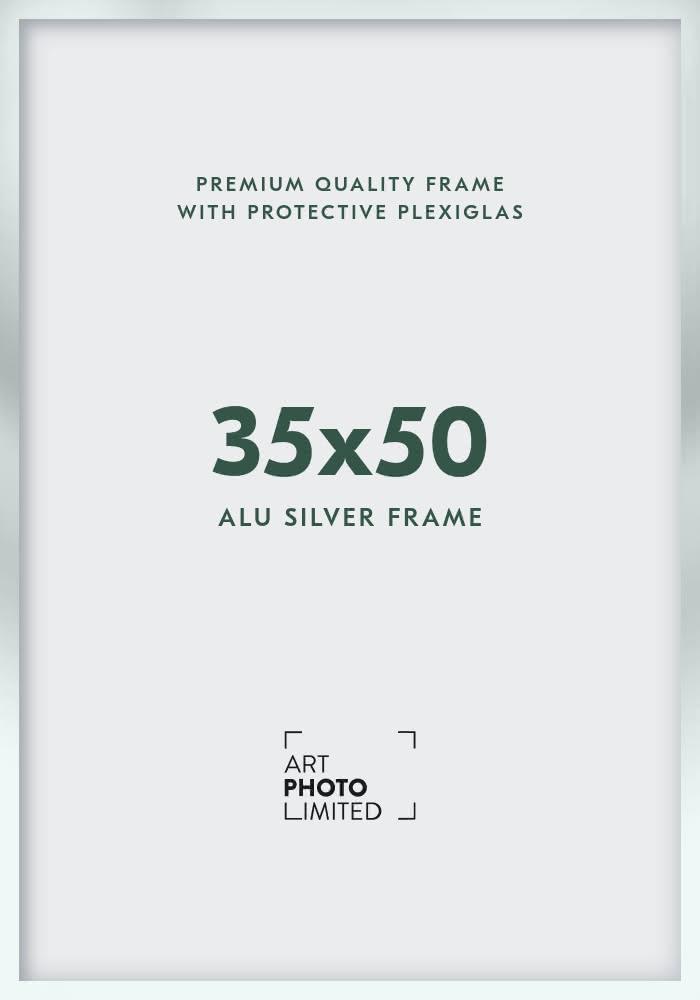 PREMIUM QUALITY FRAME
WITH PROTECTIVE PLEXIGLAS
35x50
ALU SILVER FRAME
ART
PHOTO
LIMITED